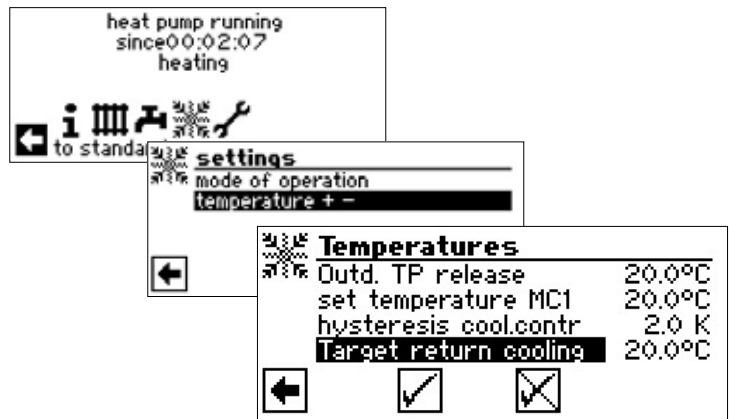 heat pump running
since00:02:07
heating
to standa
settings
mode of operation
temperature + -
Temperatures
Outd. TP release 20.0°C
set temperature MC1 20.0°C
hysteresis cool.contr 2.0 K
Target return cooling 20.0°C